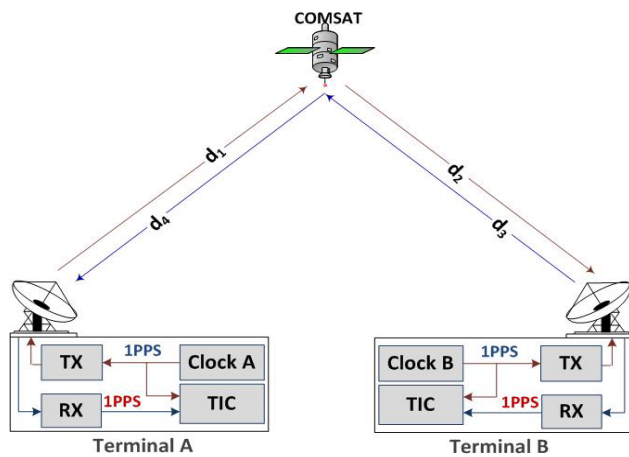 COMSAT
d1
d4
d2
d3
TX
1PPS
Clock A
RX
1PPS
TIC
Terminal A
Clock B
1PPS
TX
TIC
1PPS
RX
Terminal B